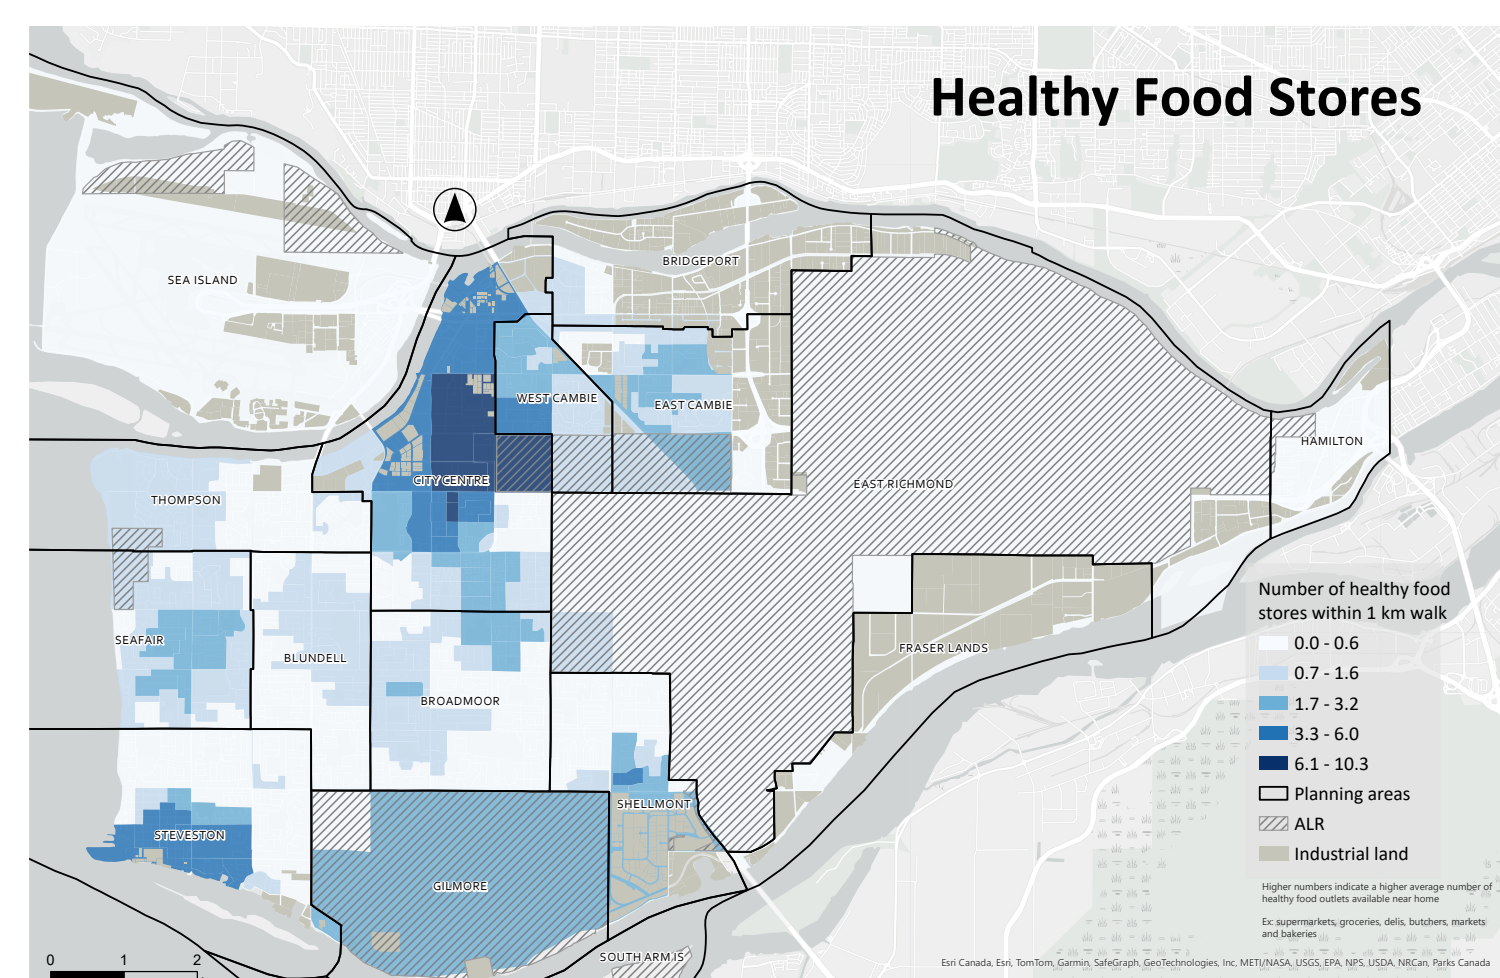 Healthy Food Stores
SEA ISLAND
BRIDGEPORT
WEST CAMBIE
EAST CAMBIE
HAMILTON
CITY CENTRE
EAST RICHMOND
THOMPSON
SEAFAIR
BLUNDELL
FRASER LANDS
BROADMOOR
SHELLMONT
STEVESTON
GILMORE
SOUTH ARM IS
Number of healthy food
stores within 1 km walk
0.0 - 0.6
0.7 - 1.6
1.7 - 3.2
3.3 - 6.0
6.1 - 10.3
Planning areas
ALR
Industrial land
Higher numbers indicate a higher average number of
healthy food outlets available near home
Ex: supermarkets, groceries, delis, butchers, markets
and bakeries
0 1 2
Esri Canada, Esri, TomTom, Garmin, SafeGraph, GeoTechnologies, Inc, METI/NASA, USGS, EPA, NPS, USDA, NRCan, Parks Canada